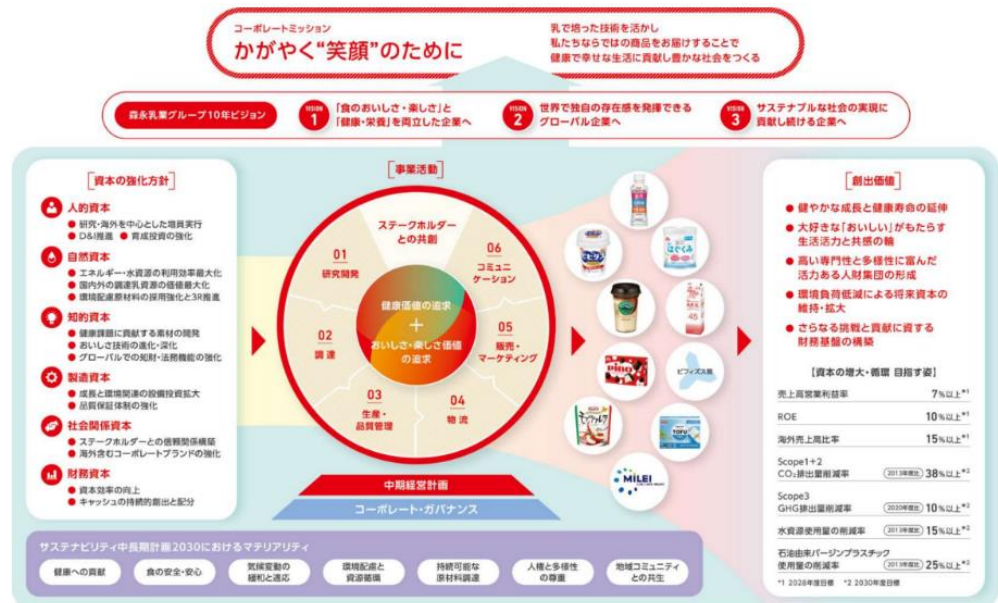 コーポレートミッション
かがやく“笑顔”のために
乳で培った技術を活かし
私たちならではの商品をお届けすることで
健康で幸せな生活に貢献し豊かな社会をつくる
森永乳業グループ10年ビジョン
VISION
1
「食のおいしさ・楽しさ」と
「健康・栄養」を両立した企業へ
VISION
2
世界で独自の存在感を発揮できる
グローバル企業へ
VISION
3
サステナブルな社会の実現に
貢献し続ける企業へ
資本の強化方針
人的資本
● 研究・海外を中心とした増員実行
● D&I推進 ● 育成投資の強化
自然資本
● エネルギー・水資源の利用効率最大化
● 国内外の調達乳資源の価値最大化
● 環境配慮原材料の採用強化と3R推進
知的資本
● 健康課題に貢献する素材の開発
● おいしさ技術の進化・深化
● グローバルでの知財・法務機能の強化
製造資本
● 成長と環境関連の設備投資拡大
● 品質保証体制の強化
社会関係資本
● ステークホルダーとの信頼関係構築
● 海外含むコーポレートブランドの強化
財務資本
● 資本効率の向上
● キャッシュの持続的創出と配分
事業活動
ステークホルダー
との共創
01
研究開発
02
調達
03
生産・
品質管理
04
物流
05
販売・
マーケティング
06
コミュニ
ケーション
健康価値の追求
+
おいしさ・楽しさ価値
の追求
中期経営計画
コーポレート・ガバナンス
はぐくみ
pino
ビフィズス菌
TOFU
MILEI
創出価値
● 健やかな成長と健康寿命の延伸
● 大好きな「おいしい」がもたらす
生活活力と共感の輪
● 高い専門性と多様性に富んだ
活力ある人財集団の形成
● 環境負荷低減による将来資本の
維持・拡大
● さらなる挑戦と貢献に資する
財務基盤の構築
【資本の増大・循環 目指す姿】
売上高営業利益率 7%以上*1
ROE 10%以上*1
海外売上高比率 15%以上*1
Scope1+2
CO₂排出量削減率 2013年度比 38%以上*2
Scope3
GHG排出量削減率 2020年度比 10%以上*2
水資源使用量の削減率 2013年度比 15%以上*2
石油由来バージンプラスチック
使用量の削減率 2013年度比 25%以上*2
*1 2028年度目標 *2 2030年度目標
サステナビリティ中長期計画2030におけるマテリアリティ
健康への貢献
食の安全・安心
気候変動の
緩和と適応
環境配慮と
資源循環
持続可能な
原材料調達
人権と多様性
の尊重
地域コミュニティ
との共生